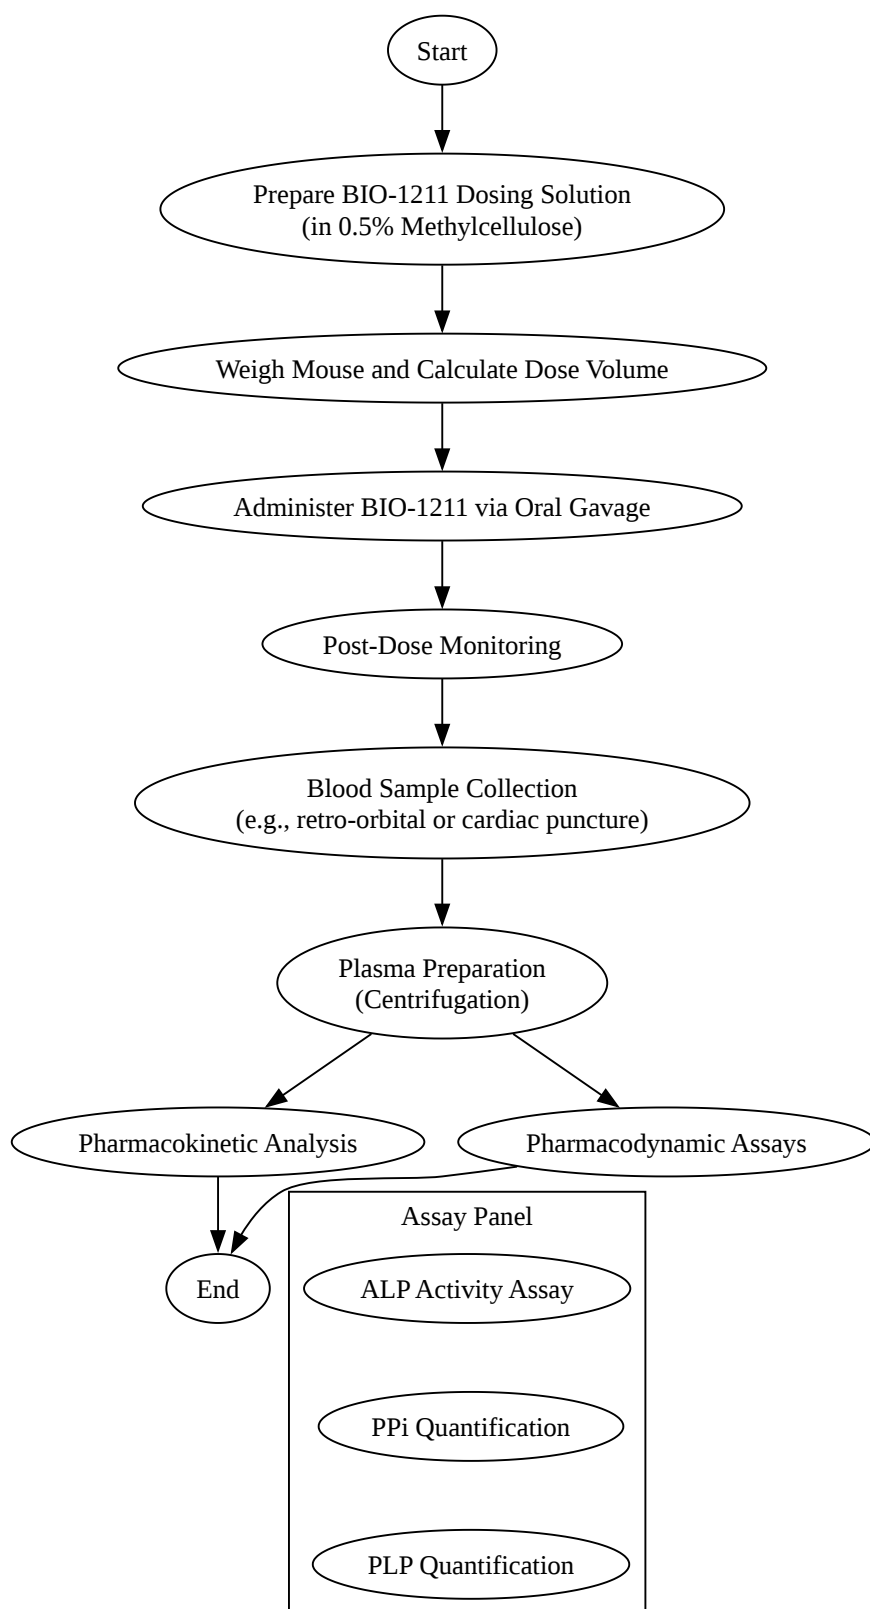 Start
Prepare BIO-1211 Dosing Solution
(in 0.5% Methylcellulose)
Weigh Mouse and Calculate Dose Volume
Administer BIO-1211 via Oral Gavage
Post-Dose Monitoring
Blood Sample Collection
(e.g., retro-orbital or cardiac puncture)
Plasma Preparation
(Centrifugation)
Pharmacokinetic Analysis
Pharmacodynamic Assays
Assay Panel
End
ALP Activity Assay
PPi Quantification
PLP Quantification